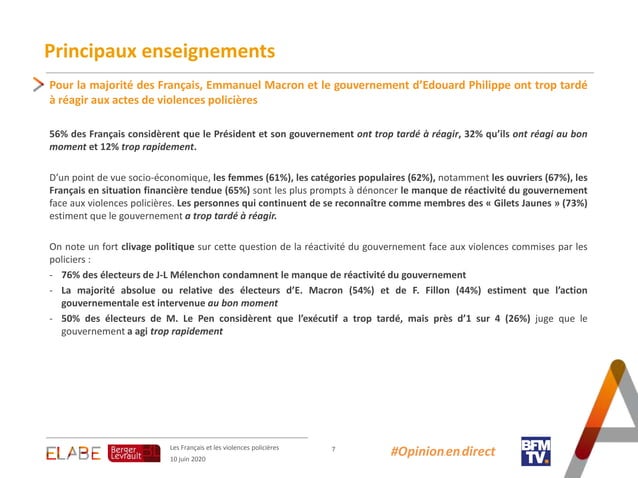 Principaux enseignements
Pour la majorité des Français, Emmanuel Macron et le gouvernement d’Edouard Philippe ont trop tardé
à réagir aux actes de violences policières
56% des Français considèrent que le Président et son gouvernement ont trop tardé à réagir, 32% qu’ils ont réagi au bon
moment et 12% trop rapidement.
D’un point de vue socio-économique, les femmes (61%), les catégories populaires (62%), notamment les ouvriers (67%), les
Français en situation financière tendue (65%) sont les plus prompts à dénoncer le manque de réactivité du gouvernement
face aux violences policières. Les personnes qui continuent de se reconnaître comme membres des « Gilets Jaunes » (73%)
estiment que le gouvernement a trop tardé à réagir.
On note un fort clivage politique sur cette question de la réactivité du gouvernement face aux violences commises par les
policiers :
- 76% des électeurs de J-L Mélenchon condamnent le manque de réactivité du gouvernement
- La majorité absolue ou relative des électeurs d’E. Macron (54%) et de F. Fillon (44%) estiment que l’action
gouvernementale est intervenue au bon moment
- 50% des électeurs de M. Le Pen considèrent que l’exécutif a trop tardé, mais près d’1 sur 4 (26%) juge que le
gouvernement a agi trop rapidement
ELABE
Berger
Levrault
Les Français et les violences policières
10 juin 2020
7
#Opinionendirect
BFM
TV.